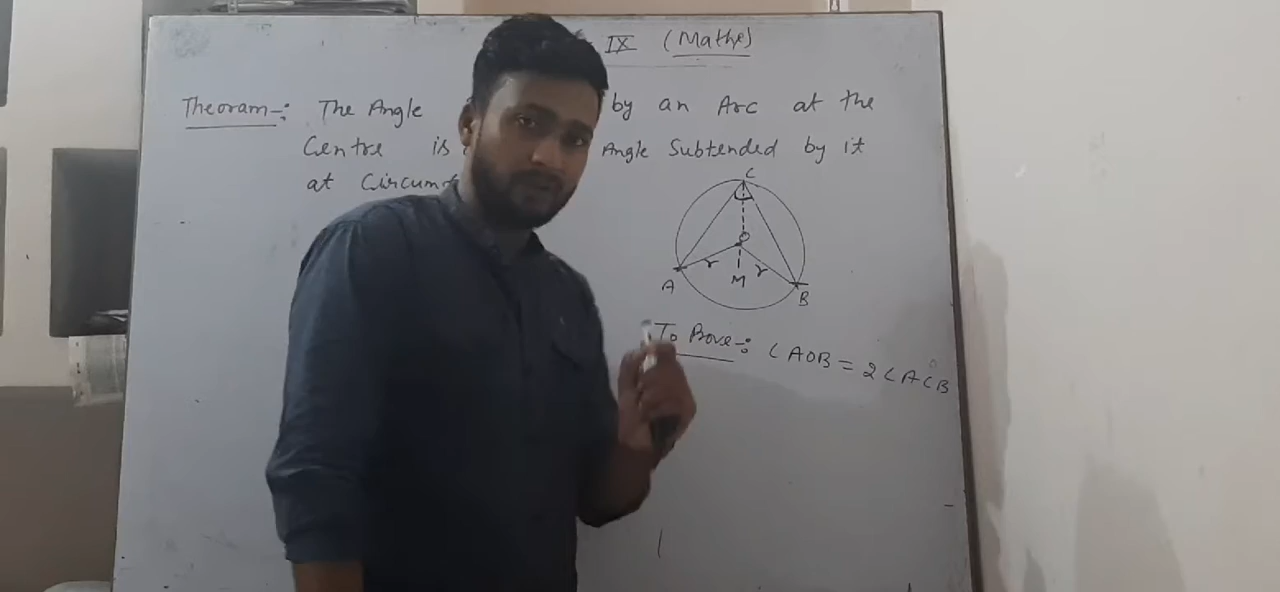 IX (Maths)
Theoram-: The Angle by an Arc at the
Centre is Angle Subtended by it
at Circum
C
O
r r
M
A B
To Prove-: ∠AOB = 2∠ACB